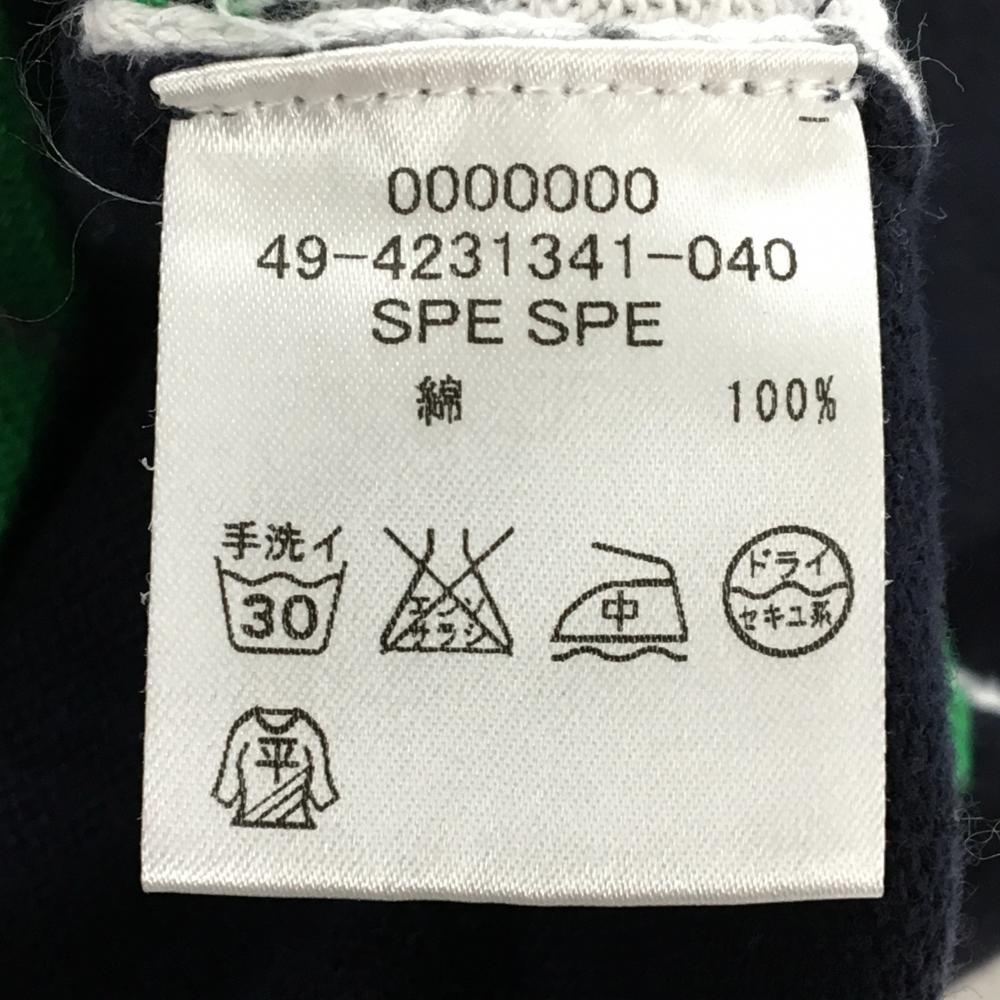 0000000
49-4231341-040
SPE SPE
綿 100%
手洗イ
30
エンソ
サラシ
中
ドライ
セキユ系
平